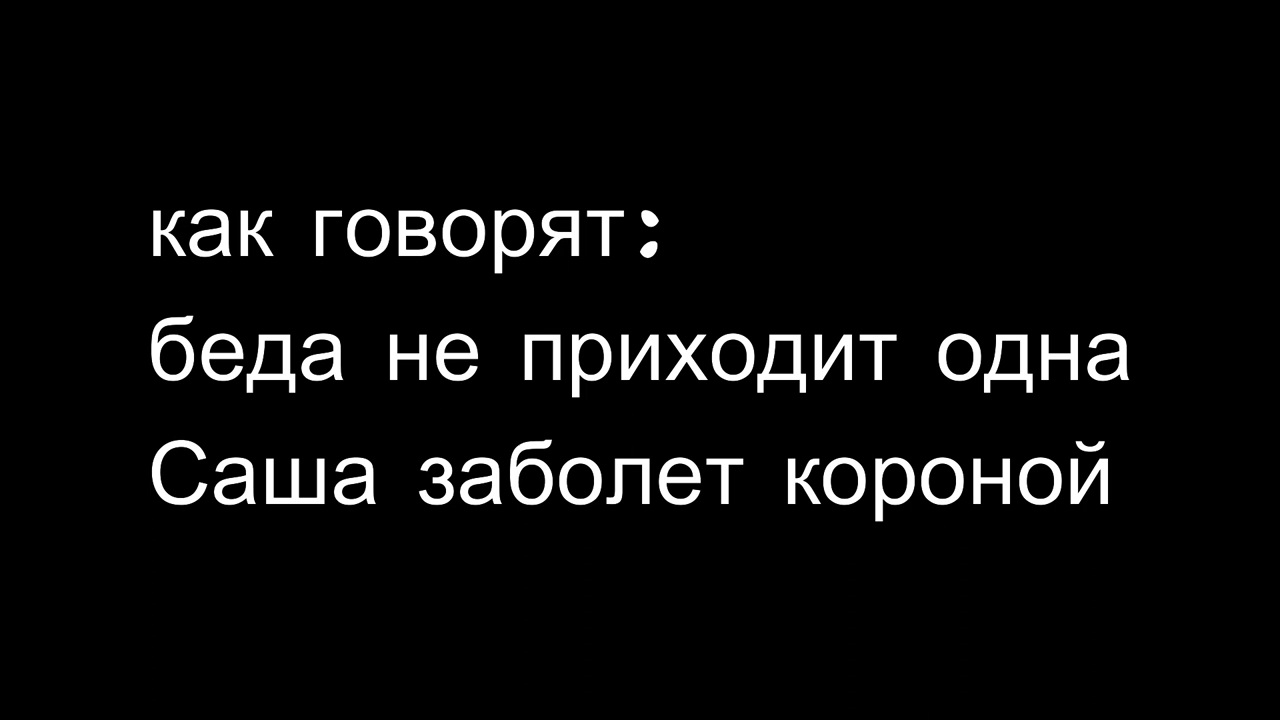 как говорят:
беда не приходит одна
Саша заболет короной